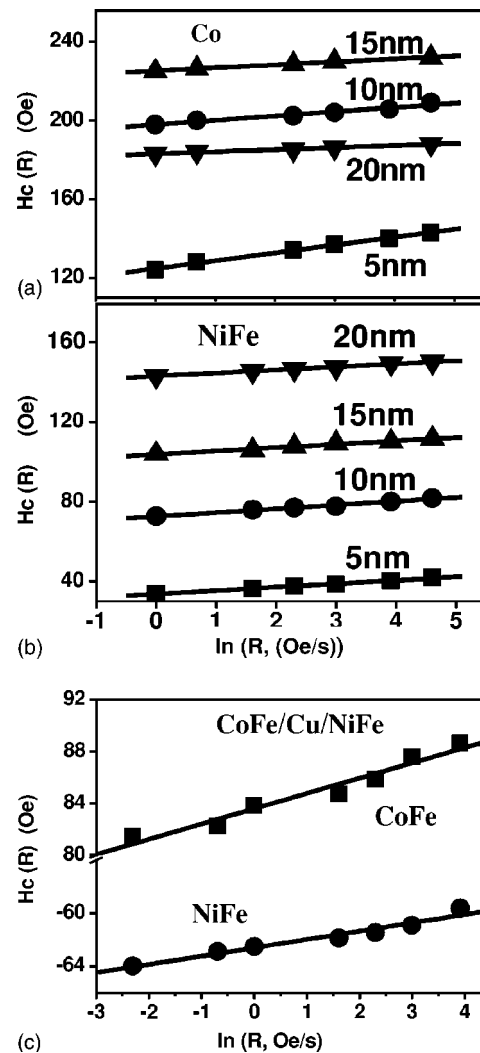 Co
15nm
10nm
20nm
5nm
240
200
160
120
Hc (R) (Oe)
(a)
NiFe
20nm
15nm
10nm
5nm
160
120
80
40
Hc (R) (Oe)
-1 0 1 2 3 4 5
(b)
ln (R, (Oe/s))
92
88
84
80
-60
-64
Hc (R) (Oe)
CoFe/Cu/NiFe
CoFe
NiFe
-3 -2 -1 0 1 2 3 4
(c)
ln (R, Oe/s)